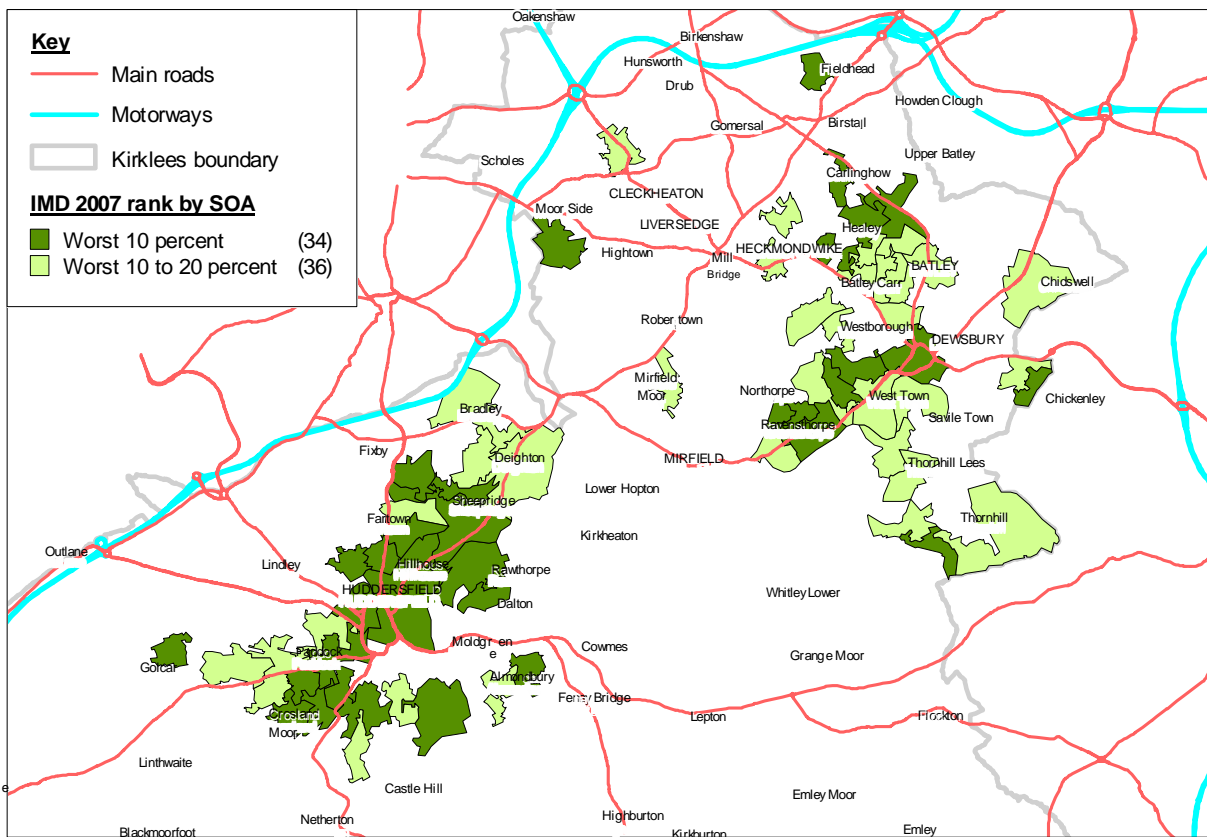 Key
Main roads
Motorways
Kirklees boundary
IMD 2007 rank by SOA
Worst 10 percent (34)
Worst 10 to 20 percent (36)
Oakenshaw
Birkenshaw
Hunsworth
Fieldhead
Drub
Howden Clough
Gomersal
Birstall
Upper Batley
Scholes
Carlinghow
CLECKHEATON
Moor Side
LIVERSEDGE
Healey
HECKMONDWIKE
Hightown
Mill
Bridge
BATLEY
Batley Carr
Chidswell
Robertown
Westborough
DEWSBURY
Mirfield
Moor
Northorpe
West Town
Chickenley
Bradley
Savile Town
Ravensthorpe
Fixby
Deighton
MIRFIELD
Thornhill Lees
Lower Hopton
Sheepridge
Fartown
Thornhill
Kirkheaton
Outlane
Lindley
Hillhouse
Rawthorpe
HUDDERSFIELD
Dalton
Whitley Lower
Moldgreen
e
Cowmes
Paddock
Grange Moor
Golcar
Almondbury
Fenay Bridge
Crosland
Moor
Lepton
Flockton
Linthwaite
Castle Hill
Emley Moor
e
Netherton
Highburton
Blackmoorfoot
Kirkburton
Emley